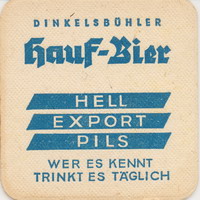 DINKELSBÜHLER
Hauf-Bier
HELL
EXPORT
PILS
WER ES KENNT
TRINKT ES TÄGLICH